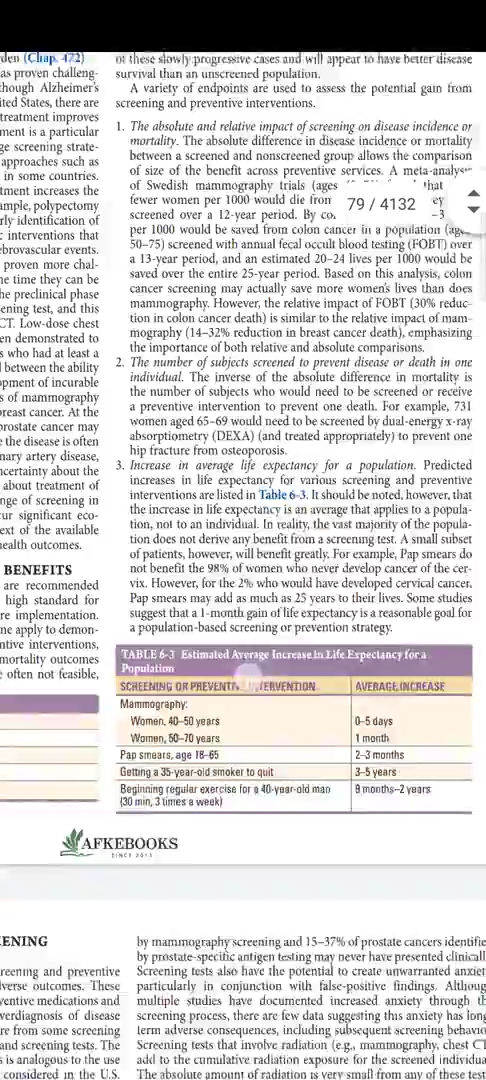 den (Chap. 472)
as proven challeng-
though Alzheimer's
ited States, there are
treatment improves
ment is a particular
ge screening strate-
approaches such as
in some countries.
tment increases the
ample, polypectomy
rly identification of
c interventions that
ebrovascular events.
proven more chal-
ne time they can be
he preclinical phase
ening test, and this
CT. Low-dose chest
en demonstrated to
s who had at least a
l between the ability
opment of incurable
s of mammography
breast cancer. At the
prostate cancer may
e the disease is often
nary artery disease,
ncertainty about the
about treatment of
nge of screening in
ur significant eco-
ext of the available
health outcomes.
BENEFITS
are recommended
high standard for
re implementation.
ne apply to demon-
ntive interventions,
mortality outcomes
e often not feasible,
of these slowly progressive cases and will appear to have better disease
survival than an unscreened population.
A variety of endpoints are used to assess the potential gain from
screening and preventive interventions.
1. The absolute and relative impact of screening on disease incidence or
mortality. The absolute difference in disease incidence or mortality
between a screened and nonscreened group allows the comparison
of size of the benefit across preventive services. A meta-analys
of Swedish mammography trials (ages that
fewer women per 1000 would die from ey
screened over a 12-year period. By co –3
per 1000 would be saved from colon cancer in a population (age
50–75) screened with annual fecal occult blood testing (FOBT) over
a 13-year period, and an estimated 20–24 lives per 1000 would be
saved over the entire 25-year period. Based on this analysis, colon
cancer screening may actually save more women's lives than does
mammography. However, the relative impact of FOBT (30% reduc-
tion in colon cancer death) is similar to the relative impact of mam-
mography (14–32% reduction in breast cancer death), emphasizing
the importance of both relative and absolute comparisons.
2. The number of subjects screened to prevent disease or death in one
individual. The inverse of the absolute difference in mortality is
the number of subjects who would need to be screened or receive
a preventive intervention to prevent one death. For example, 731
women aged 65–69 would need to be screened by dual-energy x-ray
absorptiometry (DEXA) (and treated appropriately) to prevent one
hip fracture from osteoporosis.
3. Increase in average life expectancy for a population. Predicted
increases in life expectancy for various screening and preventive
interventions are listed in Table 6-3. It should be noted, however, that
the increase in life expectancy is an average that applies to a popula-
tion, not to an individual. In reality, the vast majority of the popula-
tion does not derive any benefit from a screening test. A small subset
of patients, however, will benefit greatly. For example, Pap smears do
not benefit the 98% of women who never develop cancer of the cer-
vix. However, for the 2% who would have developed cervical cancer,
Pap smears may add as much as 25 years to their lives. Some studies
suggest that a 1-month gain of life expectancy is a reasonable goal for
a population-based screening or prevention strategy.
79 / 4132
TABLE 6-3 Estimated Average Increase in Life Expectancy for a
Population
SCREENING OR PREVENTIVE INTERVENTION AVERAGE INCREASE
Mammography:
Women, 40–50 years 0–5 days
Women, 50–70 years 1 month
Pap smears, age 18–65 2–3 months
Getting a 35-year-old smoker to quit 3–5 years
Beginning regular exercise for a 40-year-old man 9 months–2 years
(30 min, 3 times a week)
AFKEBOOKS
SINCE 2013
ENING
reening and preventive
verse outcomes. These
ventive medications and
verdiagnosis of disease
re from some screening
and screening tests. The
s is analogous to the use
considered in the U.S.
by mammography screening and 15–37% of prostate cancers identifie
by prostate-specific antigen testing may never have presented clinicall
Screening tests also have the potential to create unwarranted anxiet
particularly in conjunction with false-positive findings. Althoug
multiple studies have documented increased anxiety through th
screening process, there are few data suggesting this anxiety has long
term adverse consequences, including subsequent screening behavio
Screening tests that involve radiation (e.g., mammography, chest CT
add to the cumulative radiation exposure for the screened individua
The absolute amount of radiation is very small from any of these test